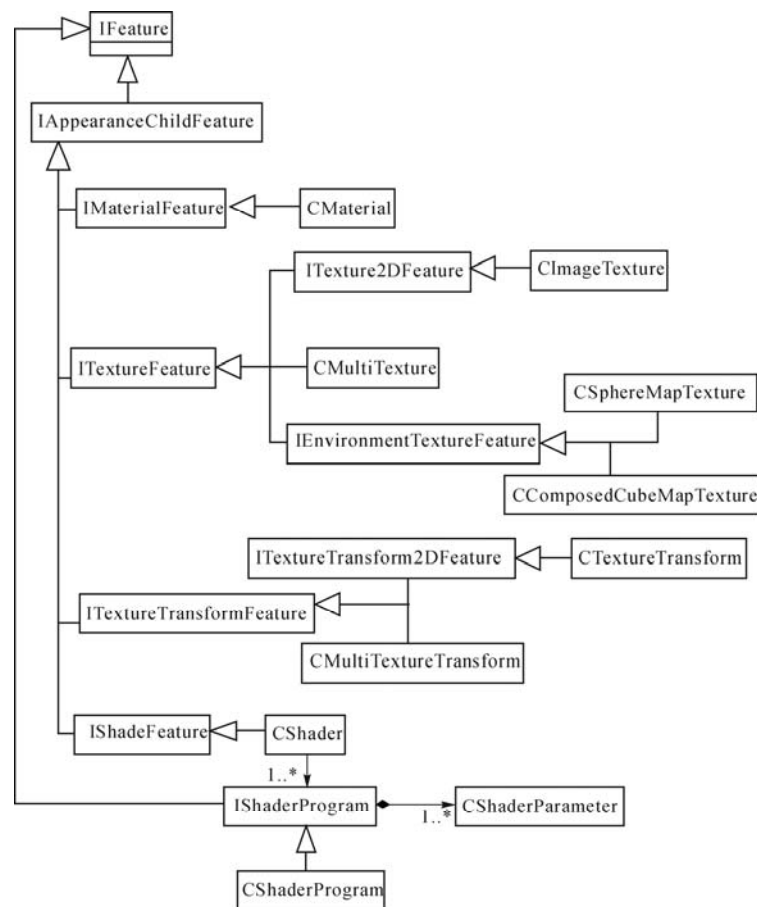 IFeature
IAppearanceChildFeature
IMaterialFeature
CMaterial
ITexture2DFeature
CImageTexture
ITextureFeature
CMultiTexture
CSphereMapTexture
IEnvironmentTextureFeature
CComposedCubeMapTexture
ITextureTransform2DFeature
CTextureTransform
ITextureTransformFeature
CMultiTextureTransform
IShadeFeature
CShader
1..*
IShaderProgram
1..*
CShaderParameter
CShaderProgram